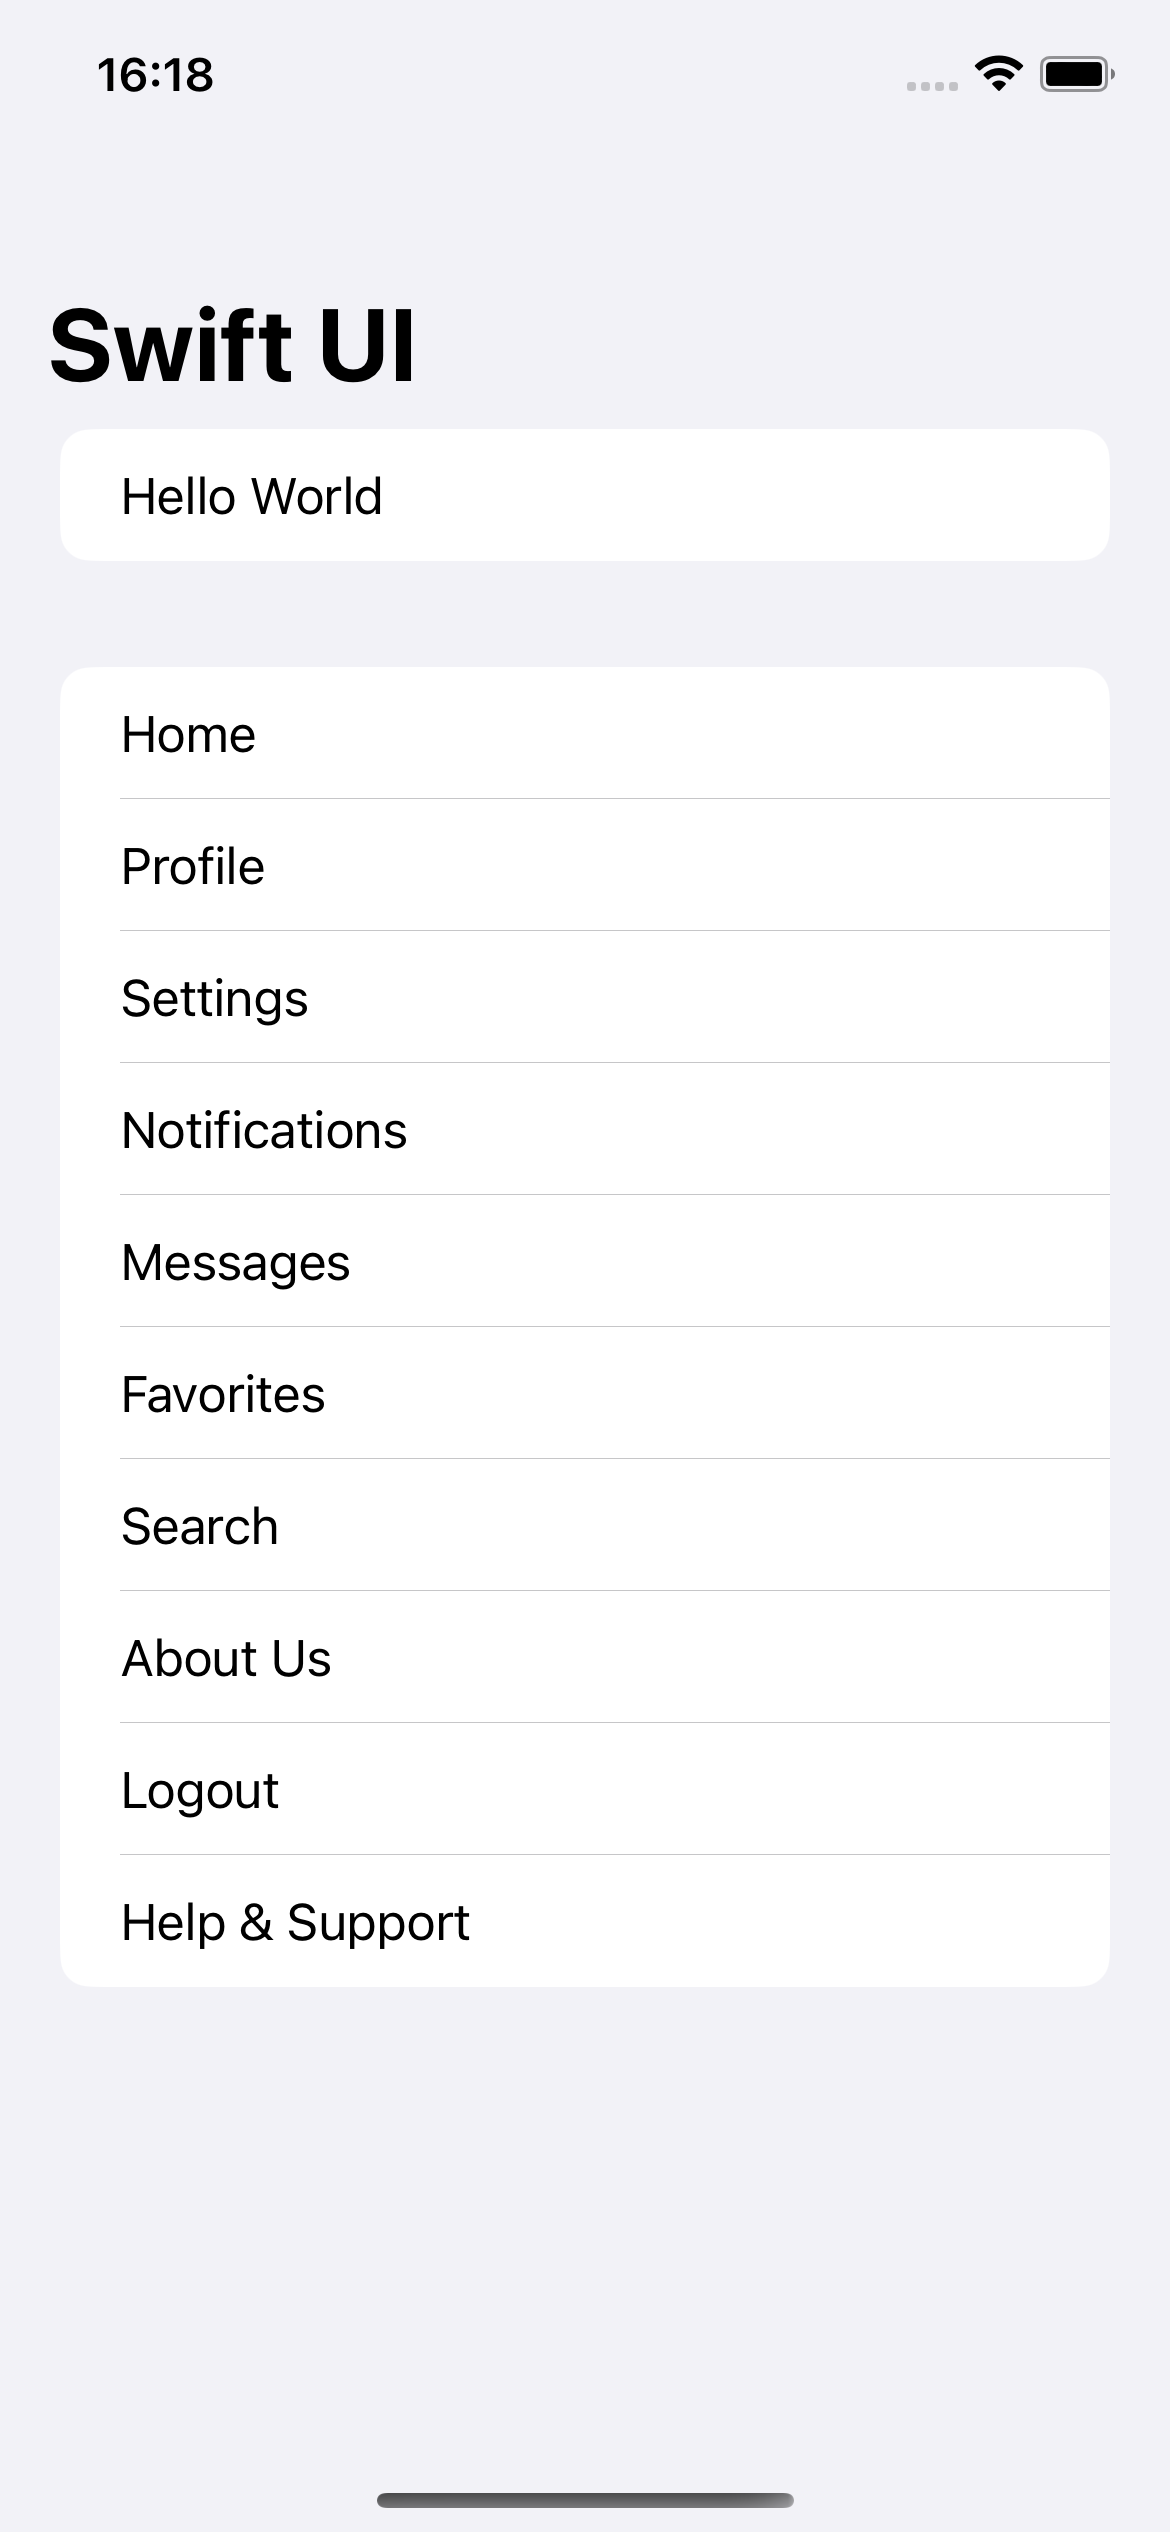 16:18
Swift UI
Hello World
Home
Profile
Settings
Notifications
Messages
Favorites
Search
About Us
Logout
Help & Support